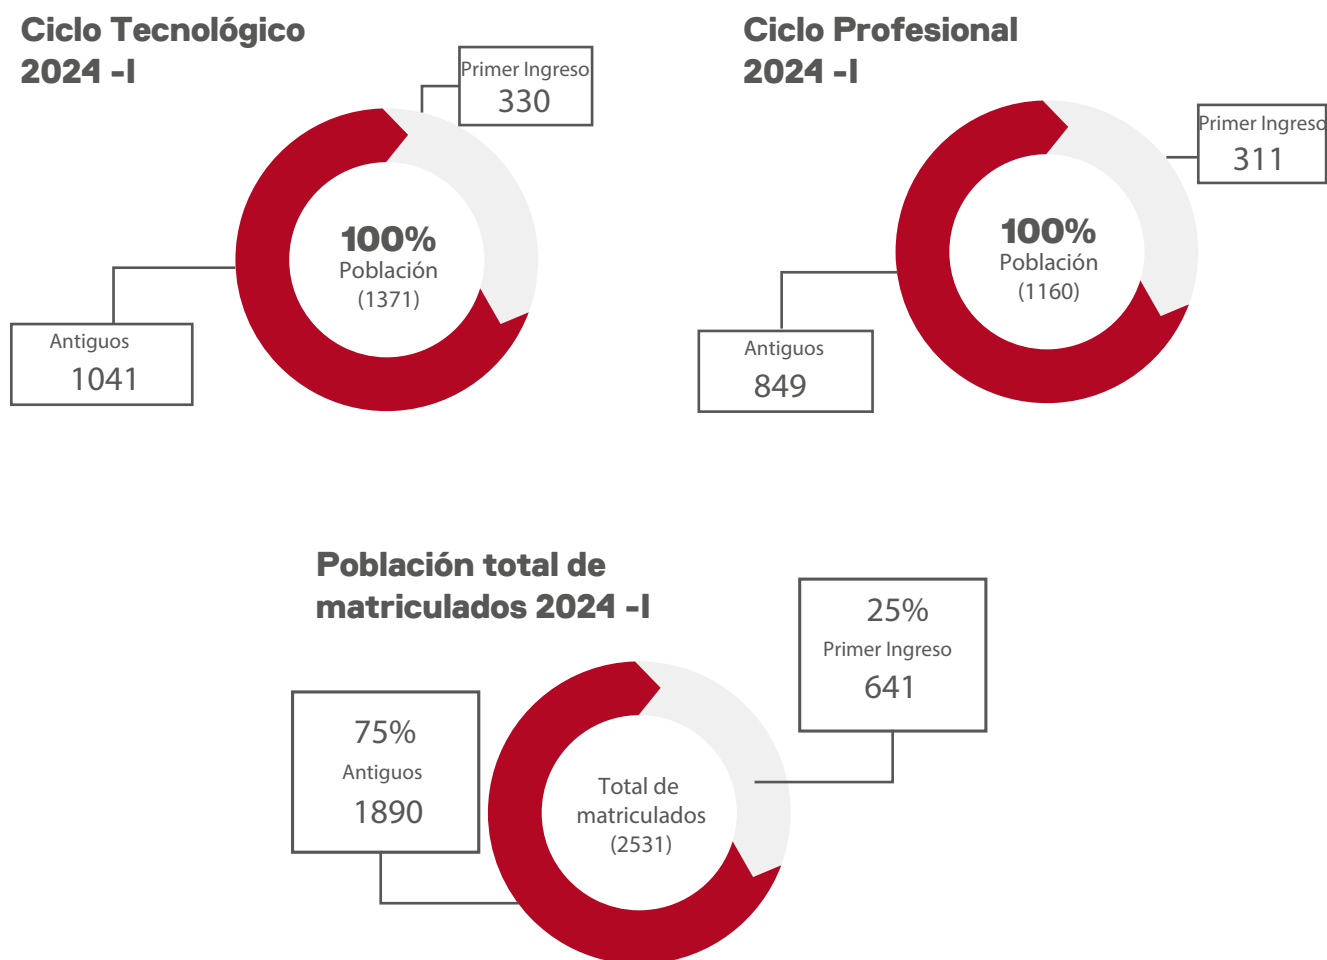 Ciclo Tecnológico
2024 -I
Primer Ingreso
330
100%
Población
(1371)
Antiguos
1041
Ciclo Profesional
2024 -I
Primer Ingreso
311
100%
Población
(1160)
Antiguos
849
Población total de
matriculados 2024 -I
25%
Primer Ingreso
641
75%
Antiguos
1890
Total de
matriculados
(2531)